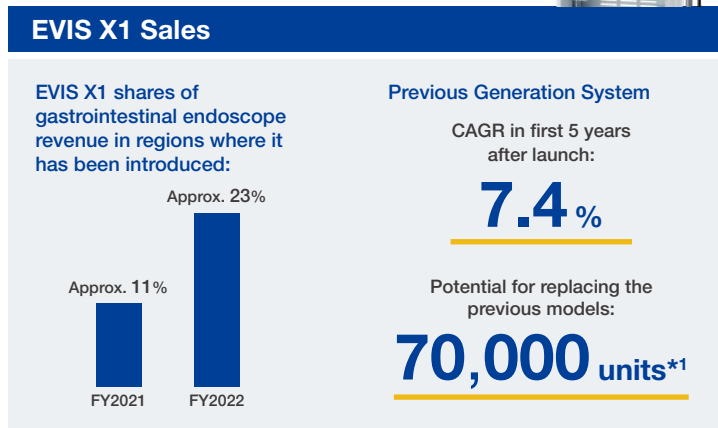 EVIS X1 Sales
EVIS X1 shares of
gastrointestinal endoscope
revenue in regions where it
has been introduced:
Approx. 23%
Approx. 11%
FY2021
FY2022
Previous Generation System
CAGR in first 5 years
after launch:
7.4 %
Potential for replacing the
previous models:
70,000 units*1